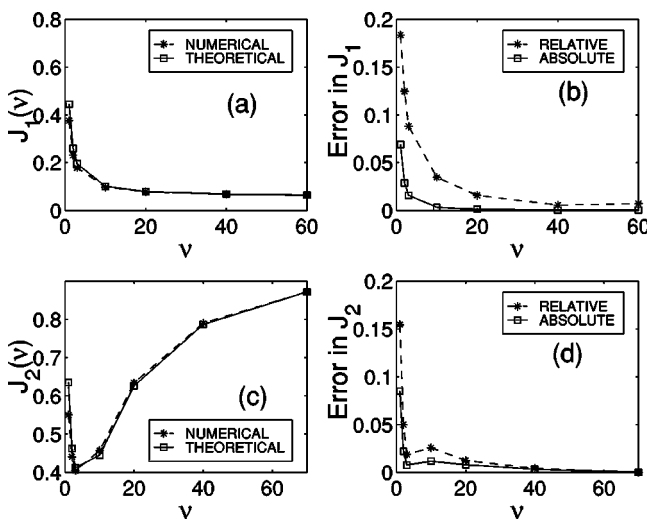 0.8
0.6
0.4
0.2
0
J1(ν)
NUMERICAL
THEORETICAL
(a)
0 20 40 60
ν
0.2
0.15
0.1
0.05
0
Error in J1
RELATIVE
ABSOLUTE
(b)
0 20 40 60
ν
0.8
0.7
0.6
0.5
0.4
J2(ν)
(c)
NUMERICAL
THEORETICAL
0 20 40 60
ν
0.2
0.15
0.1
0.05
0
Error in J2
RELATIVE
ABSOLUTE
(d)
0 20 40 60
ν